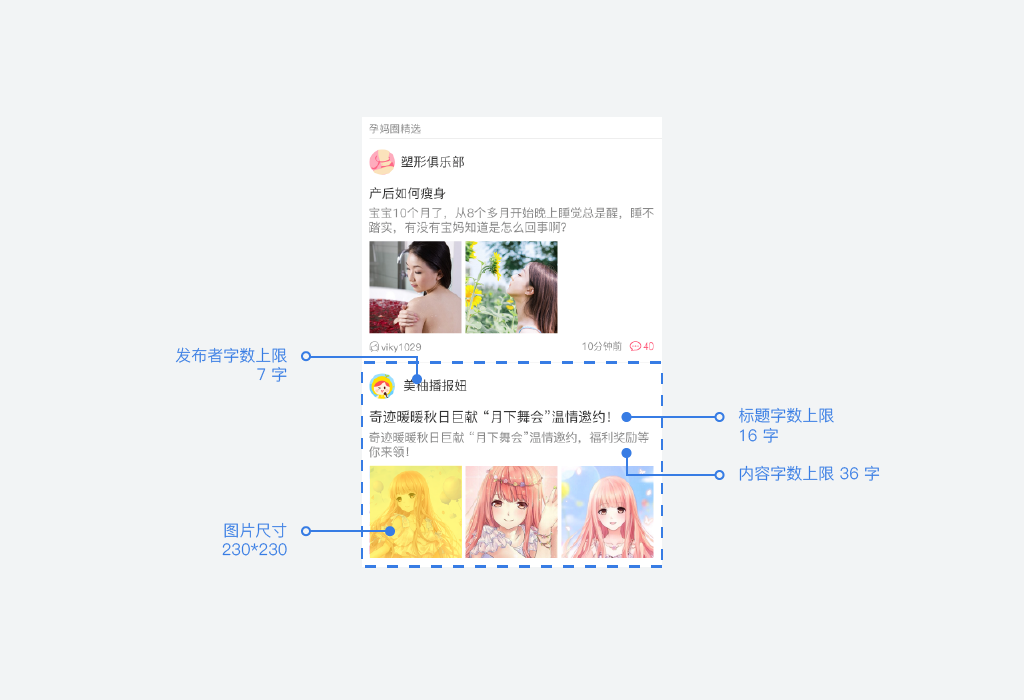 孕妈圈精选
塑形俱乐部
产后如何瘦身
宝宝10个月了，从8个多月开始晚上睡觉总是醒，睡不
踏实，有没有宝妈知道是怎么回事啊？
viky1029
10分钟前
40
发布者字数上限
7 字
美柚播报妞
奇迹暖暖秋日巨献 “月下舞会”温情邀约！
标题字数上限
16 字
奇迹暖暖秋日巨献 “月下舞会”温情邀约，福利奖励等
你来领！
内容字数上限 36 字
图片尺寸
230*230